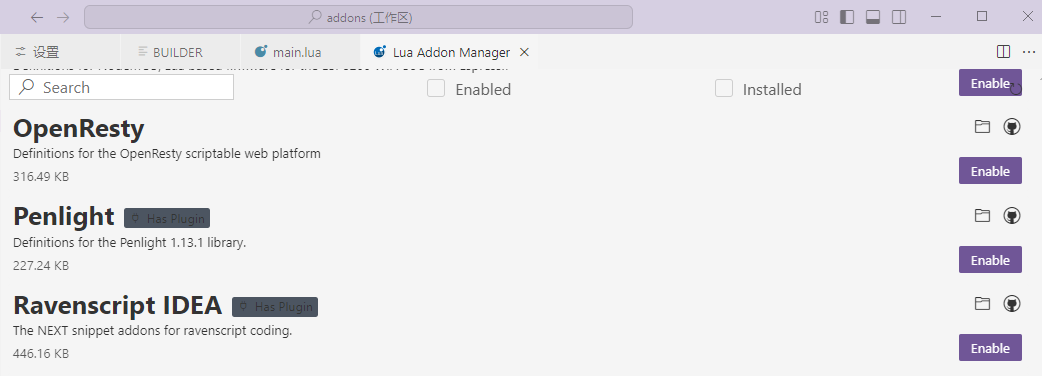 addons (工作区)
设置
BUILDER
main.lua
Lua Addon Manager
Search
Enabled
Installed
Enable
OpenResty
Definitions for the OpenResty scriptable web platform
316.49 KB
Enable
Penlight
Has Plugin
Definitions for the Penlight 1.13.1 library.
227.24 KB
Enable
Ravenscript IDEA
Has Plugin
The NEXT snippet addons for ravenscript coding.
446.16 KB
Enable